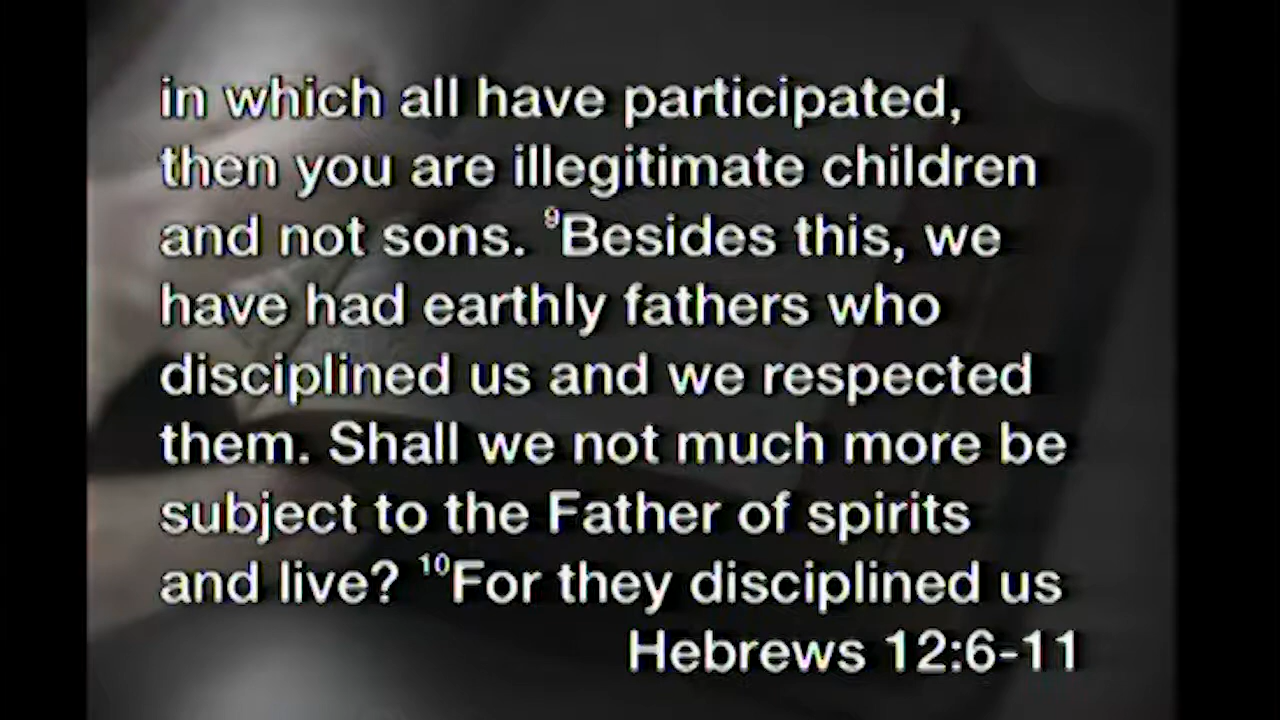 in which all have participated,
then you are illegitimate children
and not sons. ⁹Besides this, we
have had earthly fathers who
disciplined us and we respected
them. Shall we not much more be
subject to the Father of spirits
and live? ¹⁰For they disciplined us
Hebrews 12:6-11